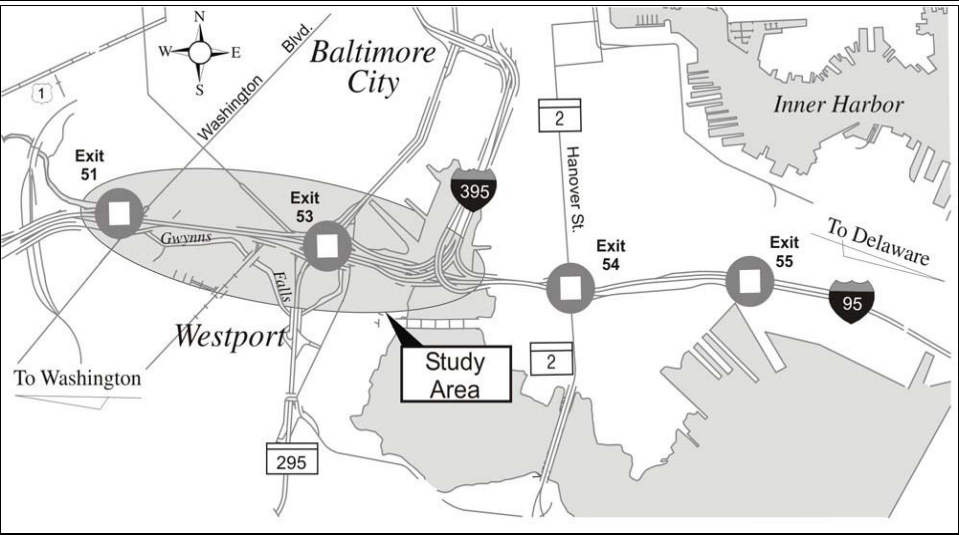 N
W
E
S
Baltimore
City
Washington
Blvd.
1
2
Inner Harbor
Exit
51
Exit
53
395
Hanover St.
Exit
54
Exit
55
To Delaware
95
Gwynns
Falls
Westport
Study
Area
2
To Washington
295